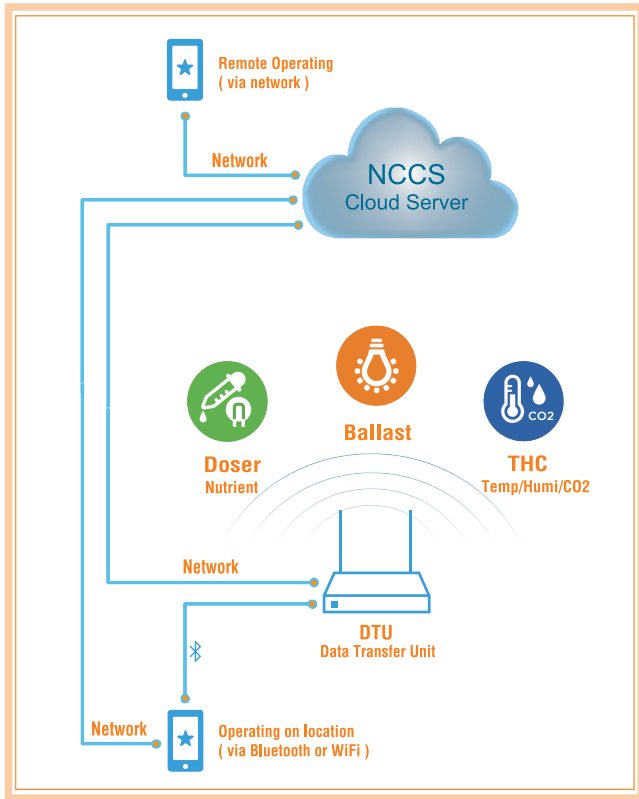 Remote Operating
( via network )
Network
NCCS
Cloud Server
Ballast
Doser
Nutrient
CO2
THC
Temp/Humi/CO2
Network
DTU
Data Transfer Unit
Network
Operating on location
( via Bluetooth or WiFi )